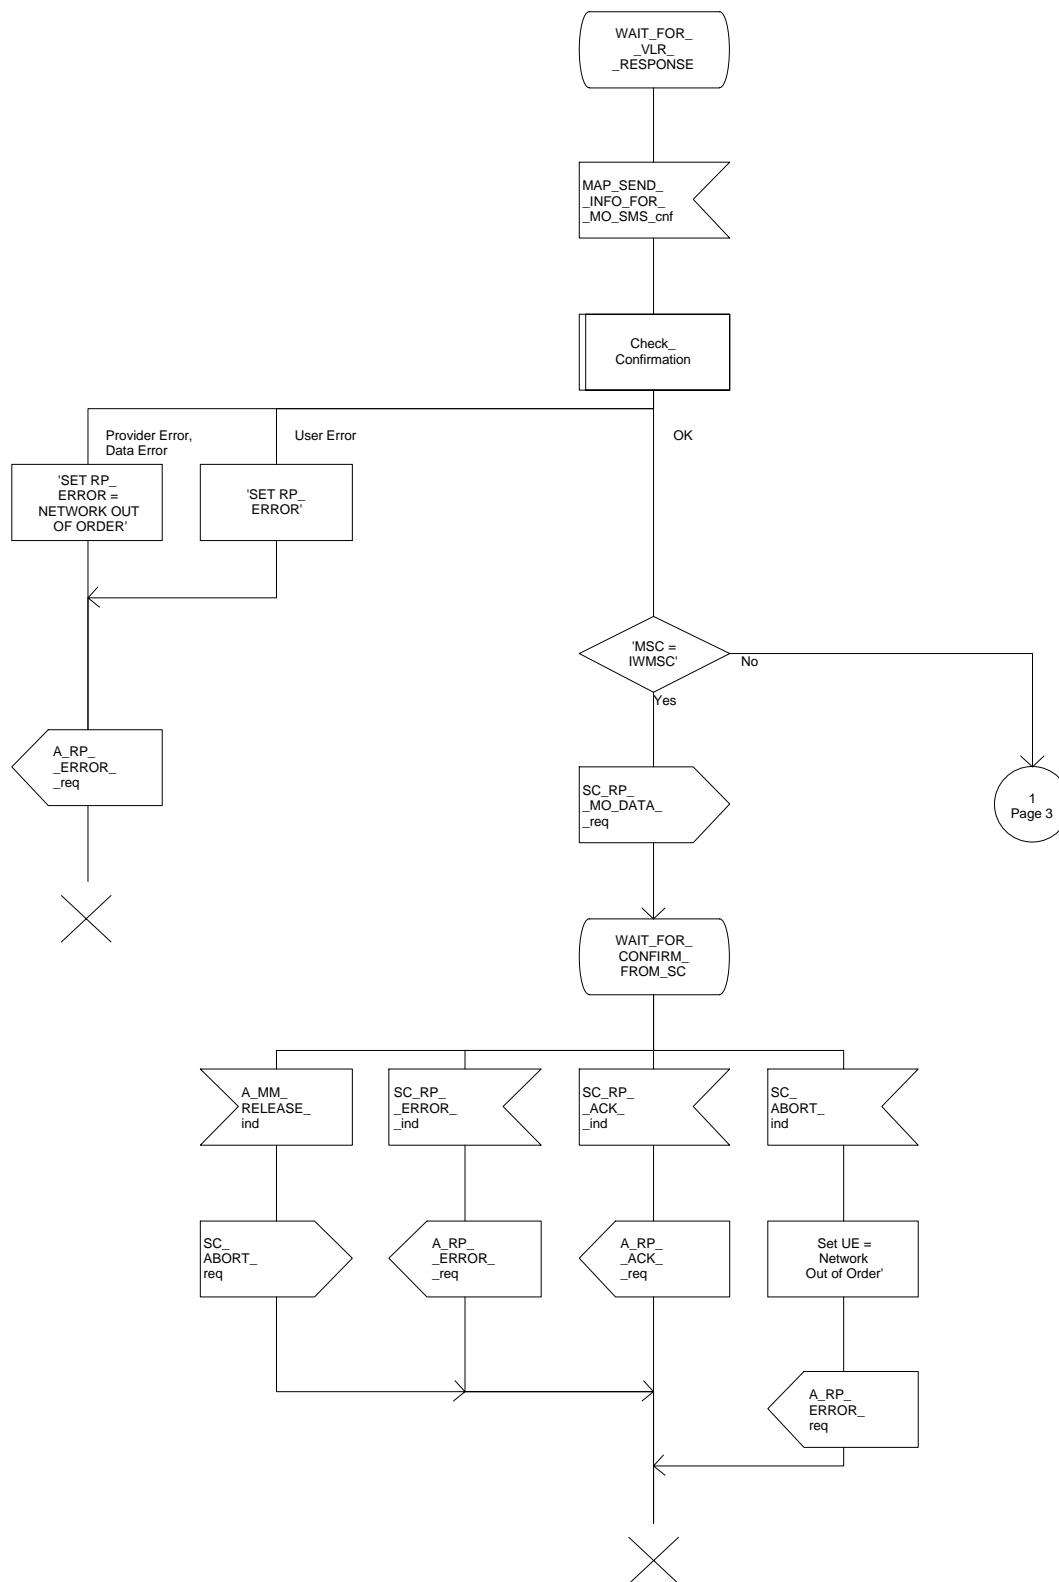 WAIT_FOR_
_VLR_
_RESPONSE
MAP_SEND_
_INFO_FOR_
_MO_SMS_cnf
Check_
Confirmation
Provider Error,
Data Error
User Error
OK
'SET RP_
ERROR =
NETWORK OUT
OF ORDER'
'SET RP_
ERROR'
'MSC =
IWMSC'
No
Yes
A_RP_
_ERROR_
_req
SC_RP_
_MO_DATA_
_req
1
Page 3
WAIT_FOR_
CONFIRM_
FROM_SC
A_MM_
RELEASE_
ind
SC_RP_
_ERROR_
_ind
SC_RP_
_ACK_
_ind
SC_
ABORT_
ind
SC_
ABORT_
req
A_RP_
_ERROR_
_req
A_RP_
_ACK_
_req
Set UE =
Network
Out of Order'
A_RP_
ERROR_
req